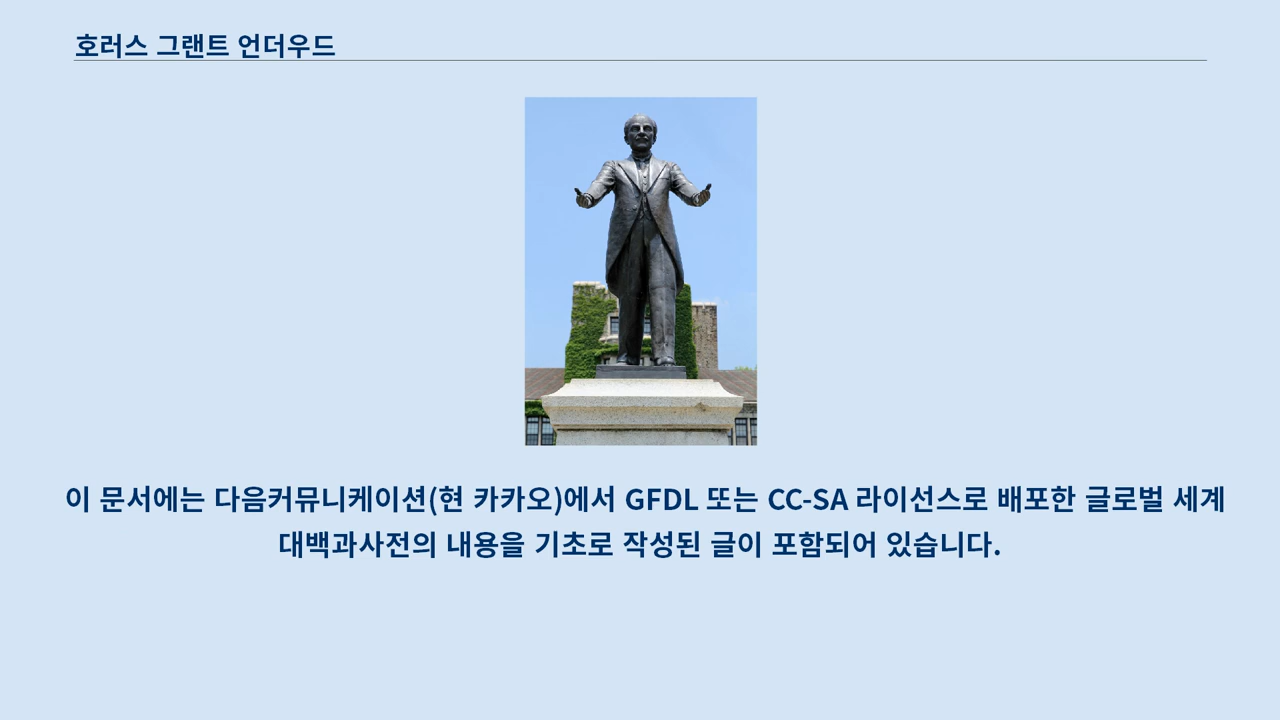 호러스 그랜트 언더우드
이 문서에는 다음커뮤니케이션(현 카카오)에서 GFDL 또는 CC-SA 라이선스로 배포한 글로벌 세계
대백과사전의 내용을 기초로 작성된 글이 포함되어 있습니다.